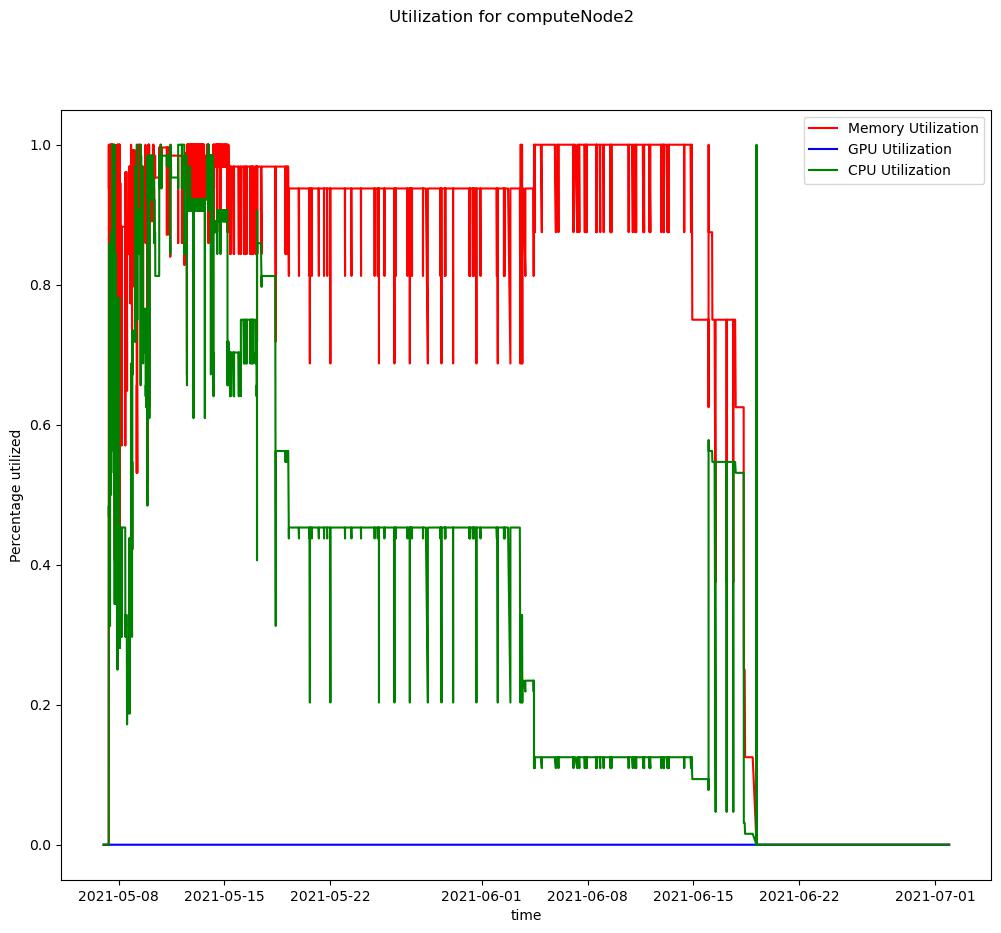 Utilization for computeNode2
Memory Utilization
GPU Utilization
CPU Utilization
1.0
0.8
0.6
0.4
0.2
0.0
Percentage utilized
2021-05-08 2021-05-15 2021-05-22 2021-06-01 2021-06-08 2021-06-15 2021-06-22 2021-07-01
time